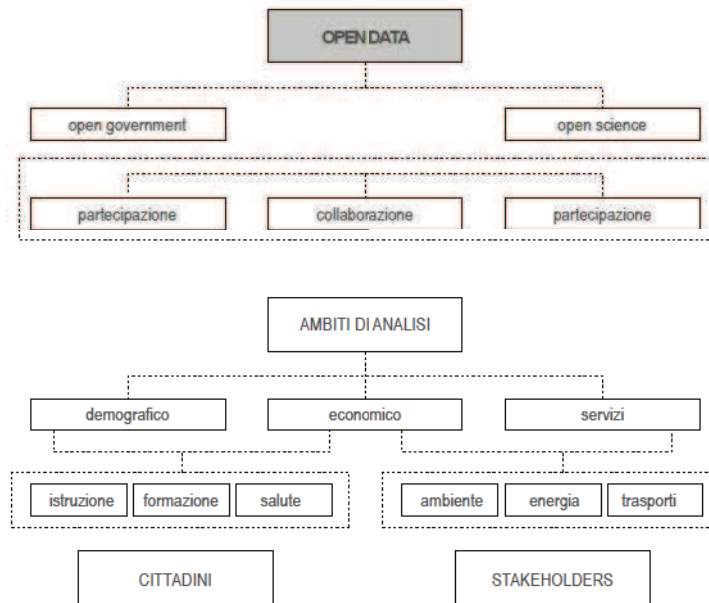 OPEN DATA
open government
open science
partecipazione
collaborazione
partecipazione
AMBITI DI ANALISI
demografico
economico
servizi
istruzione
formazione
salute
ambiente
energia
trasporti
CITTADINI
STAKEHOLDERS